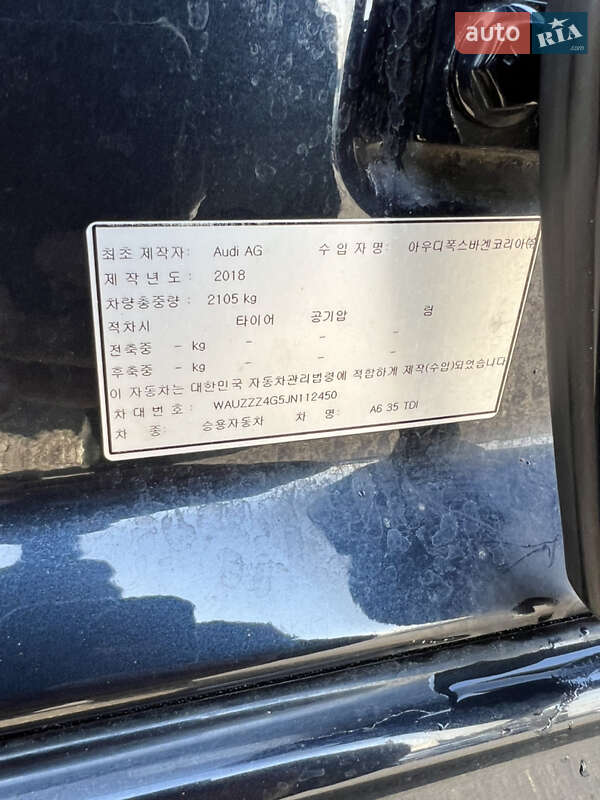 auto RIA.com
최초 제작자: Audi AG 수 입 자 명: 아우디폭스바겐코리아(주
제 작 년 도 : 2018
차량총중량: 2105 kg
적차시 타이어 공기압 림
전축중 - kg - -
후축중 - kg - -
이 자동차는 대한민국 자동차관리법령에 적합하게 제작(수입)되었습니다
차 대 번 호 : WAUZZZ4G5JN112450
차 종: 승용자동차 차 명: A6 35 TDI